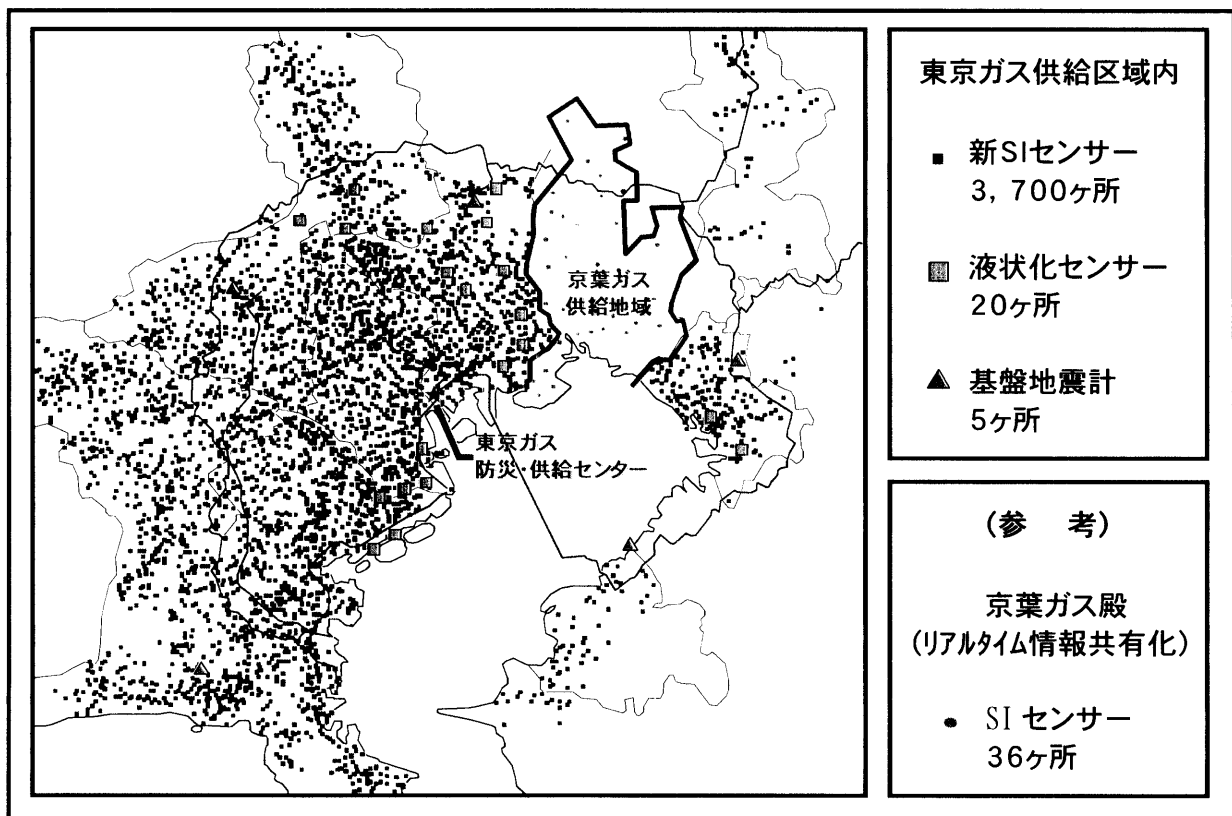 京葉ガス
供給地域
東京ガス
防災・供給センター
東京ガス供給区域内
新SIセンサー
3,700ヶ所
液状化センサー
20ヶ所
基盤地震計
5ヶ所
(参 考)
京葉ガス殿
(リアルタイム情報共有化)
SI センサー
36ヶ所